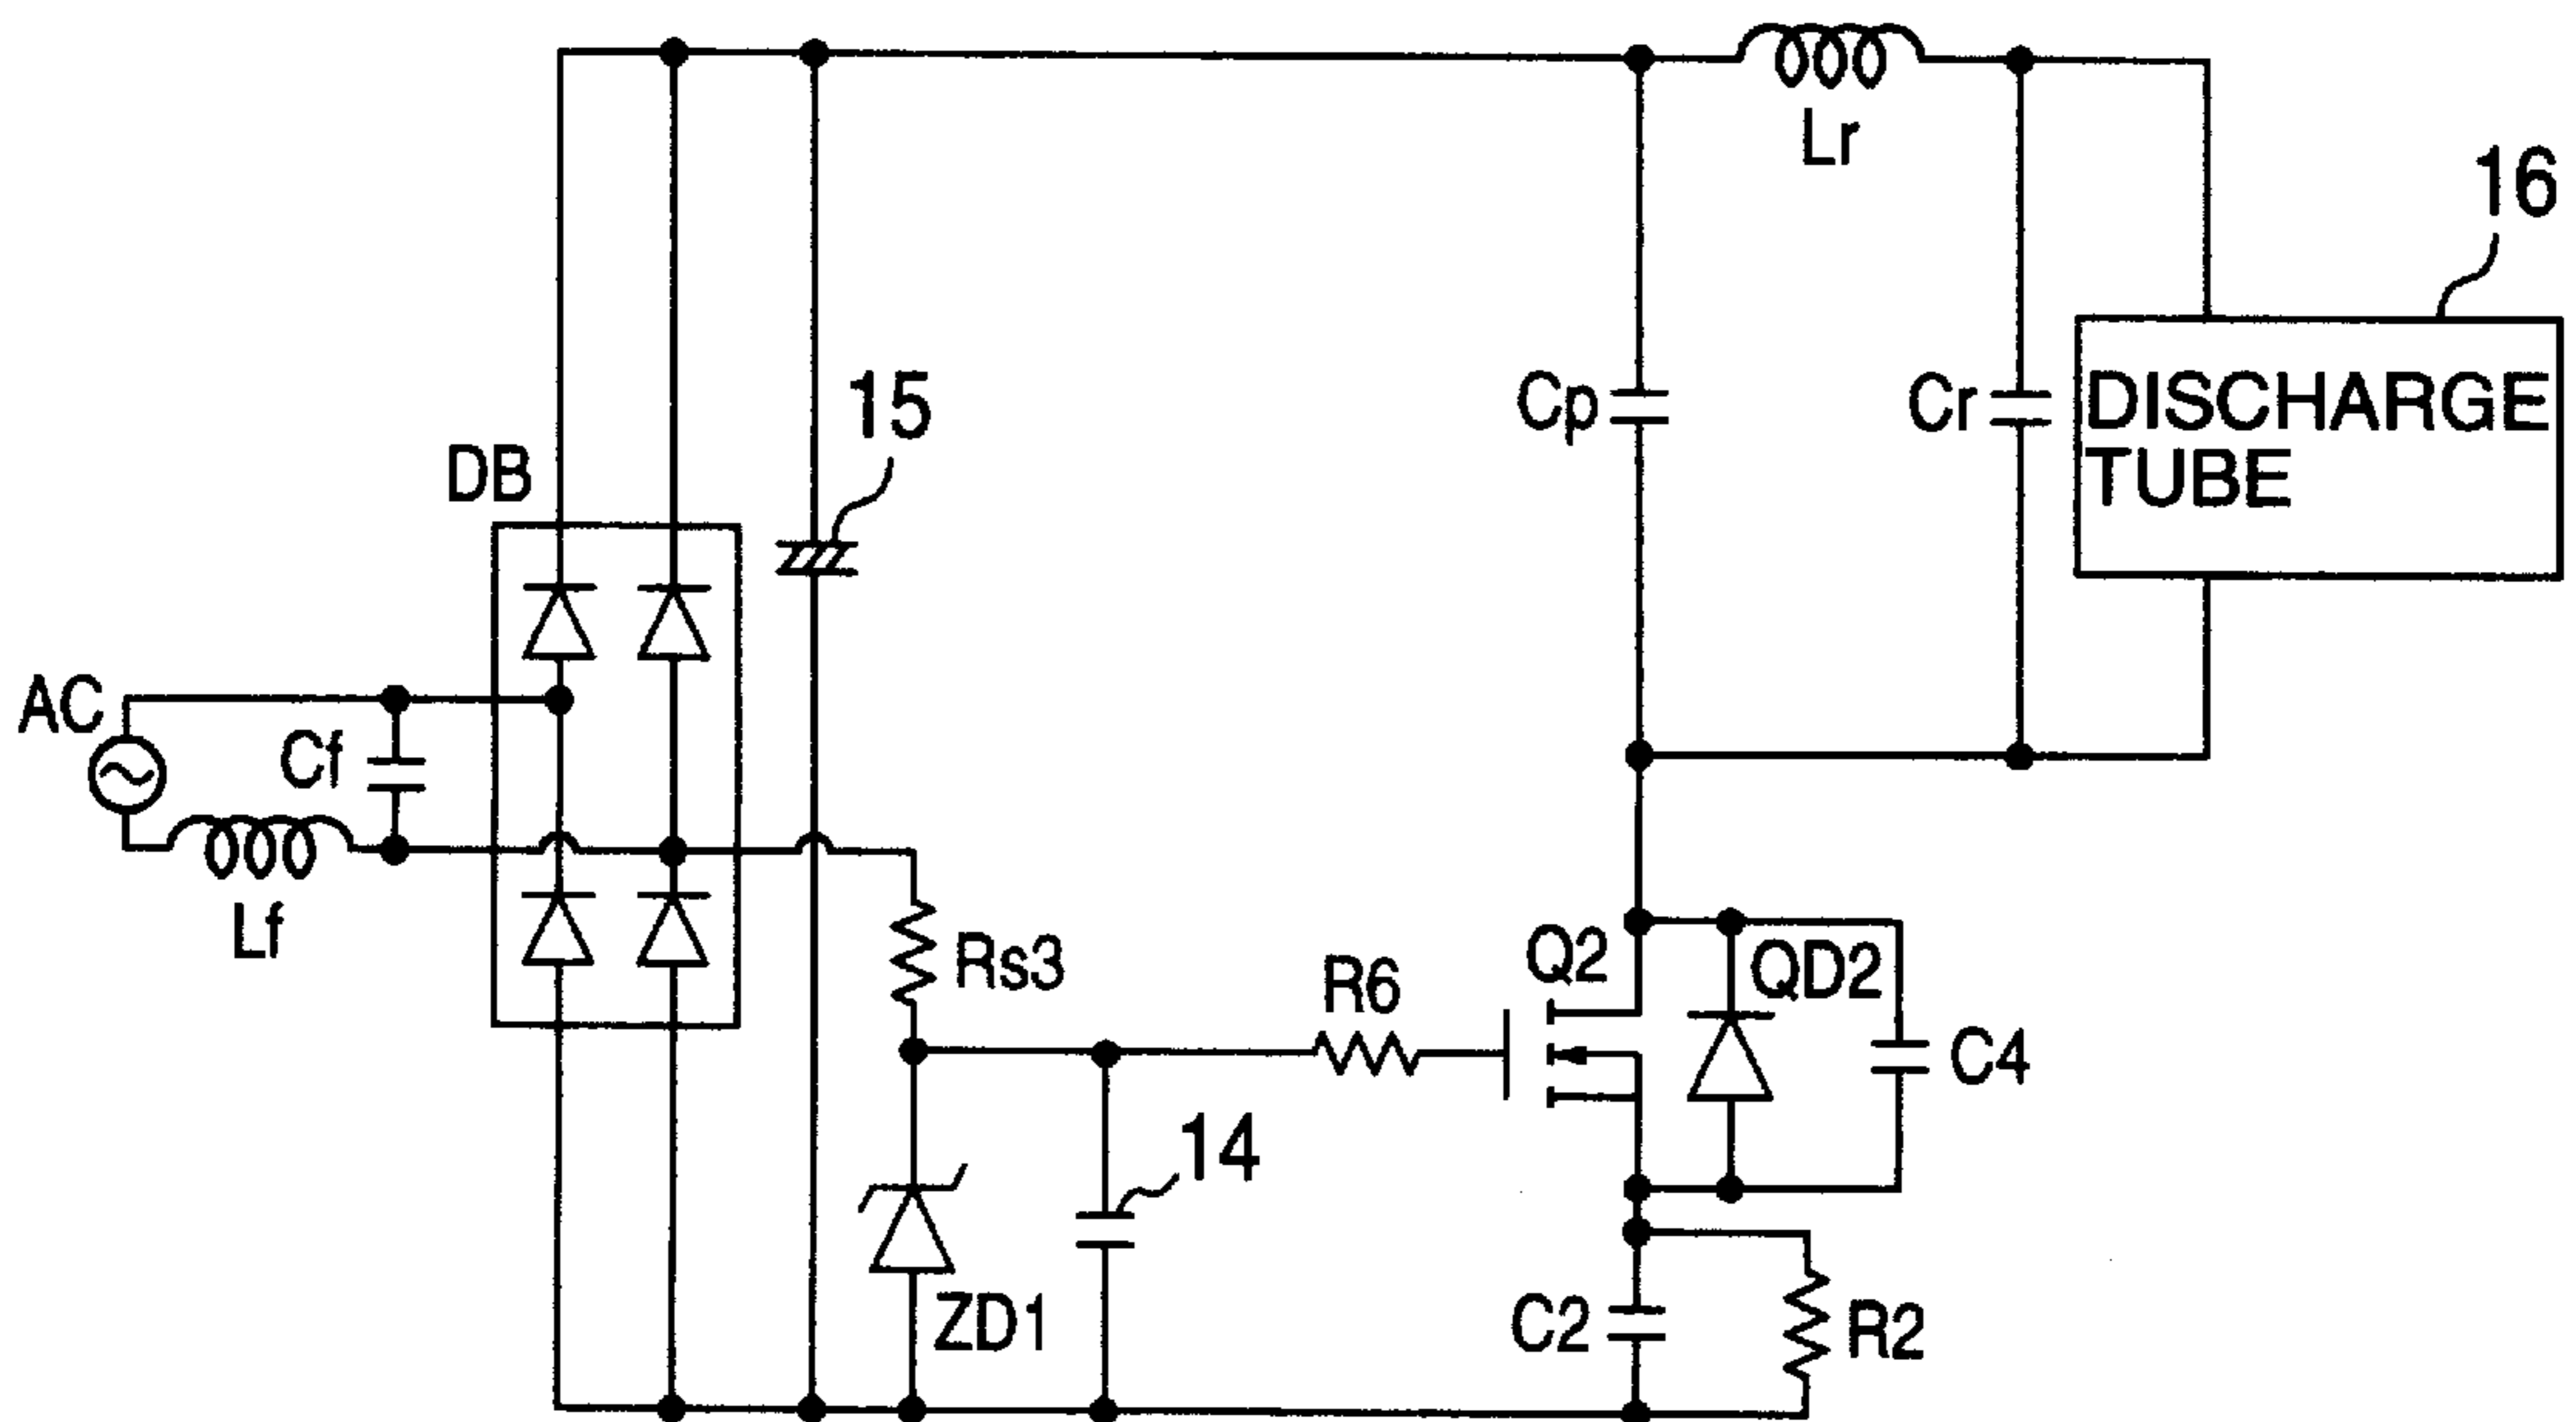 Lr
16
15
Cp
Cr
DISCHARGE
TUBE
DB
AC
Cf
Lf
Rs3
R6
Q2
QD2
C4
14
ZD1
C2
R2